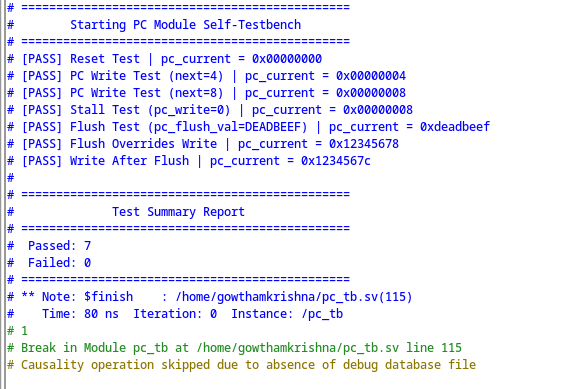 # ===============================================
#        Starting PC Module Self-Testbench
# ===============================================
# [PASS] Reset Test | pc_current = 0x00000000
# [PASS] PC Write Test (next=4) | pc_current = 0x00000004
# [PASS] PC Write Test (next=8) | pc_current = 0x00000008
# [PASS] Stall Test (pc_write=0) | pc_current = 0x00000008
# [PASS] Flush Test (pc_flush_val=DEADBEEF) | pc_current = 0xdeadbeef
# [PASS] Flush Overrides Write | pc_current = 0x12345678
# [PASS] Write After Flush | pc_current = 0x1234567c
#
# ===============================================
#              Test Summary Report
# ===============================================
#  Passed: 7
#  Failed: 0
# ===============================================
# ** Note: $finish    : /home/gowthamkrishna/pc_tb.sv(115)
#    Time: 80 ns  Iteration: 0  Instance: /pc_tb
# 1
# Break in Module pc_tb at /home/gowthamkrishna/pc_tb.sv line 115
# Causality operation skipped due to absence of debug database file